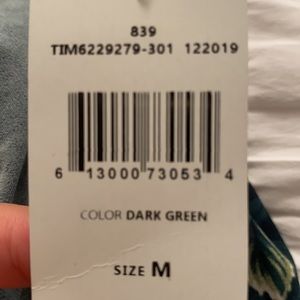 839
TIM6229279-301 122019
6 13000 73053 4
COLOR DARK GREEN
SIZE M